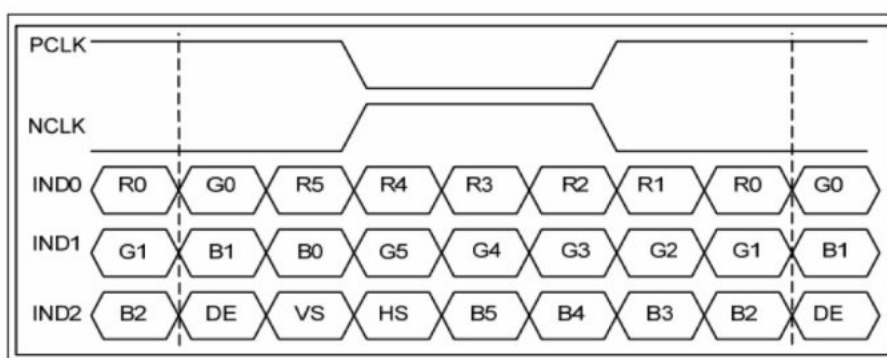 PCLK
NCLK
IND0 R0 G0 R5 R4 R3 R2 R1 R0 G0
IND1 G1 B1 B0 G5 G4 G3 G2 G1 B1
IND2 B2 DE VS HS B5 B4 B3 B2 DE